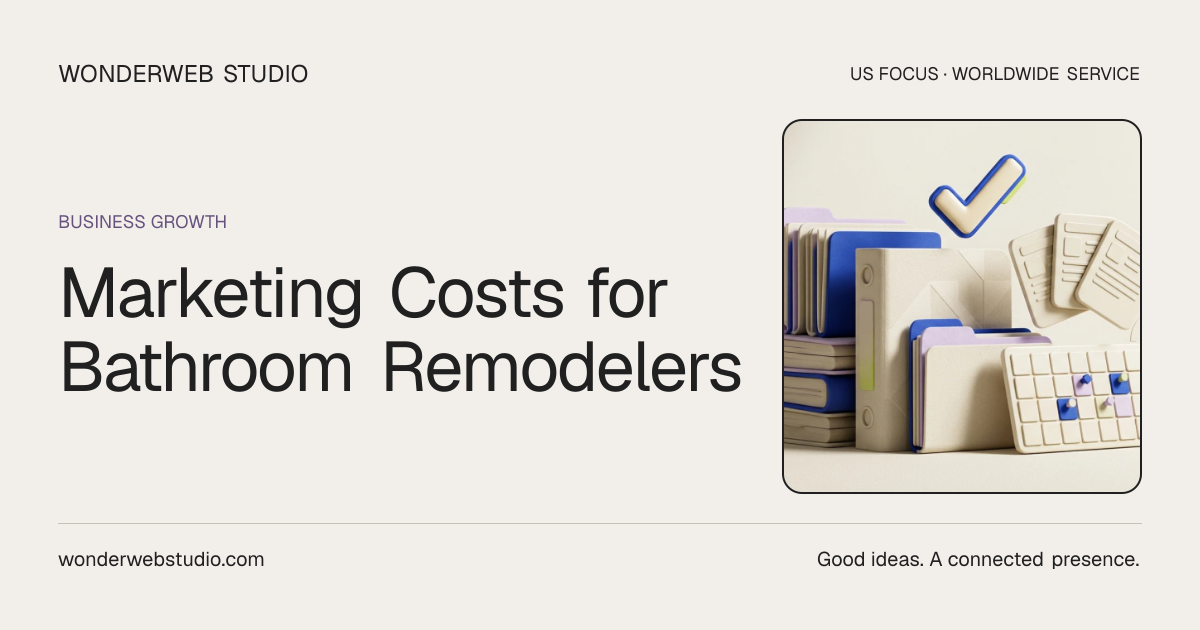 WONDERWEB STUDIO
US FOCUS · WORLDWIDE SERVICE
BUSINESS GROWTH
Marketing Costs for
Bathroom Remodelers
wonderwebstudio.com
Good ideas. A connected presence.